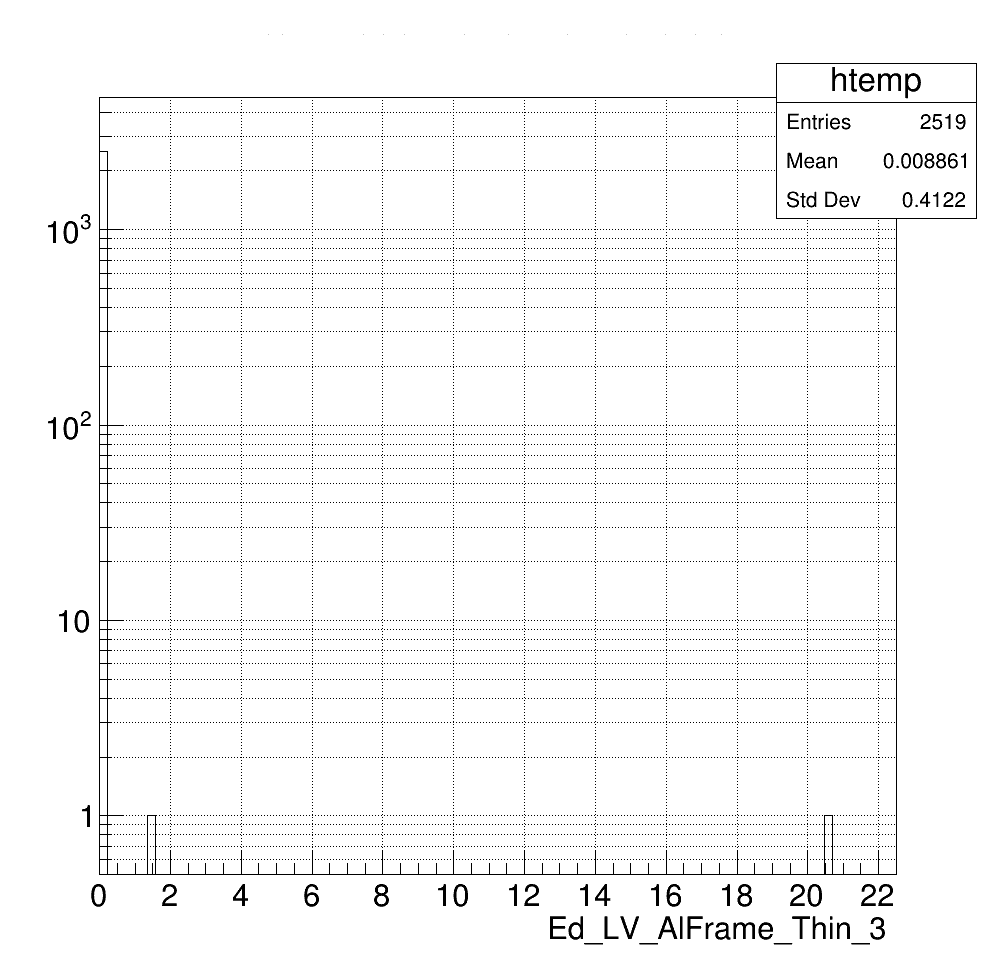 htemp
Entries 2519
Mean 0.008861
Std Dev 0.4122
10³
10²
10
1
0 2 4 6 8 10 12 14 16 18 20 22
Ed_LV_AlFrame_Thin_3